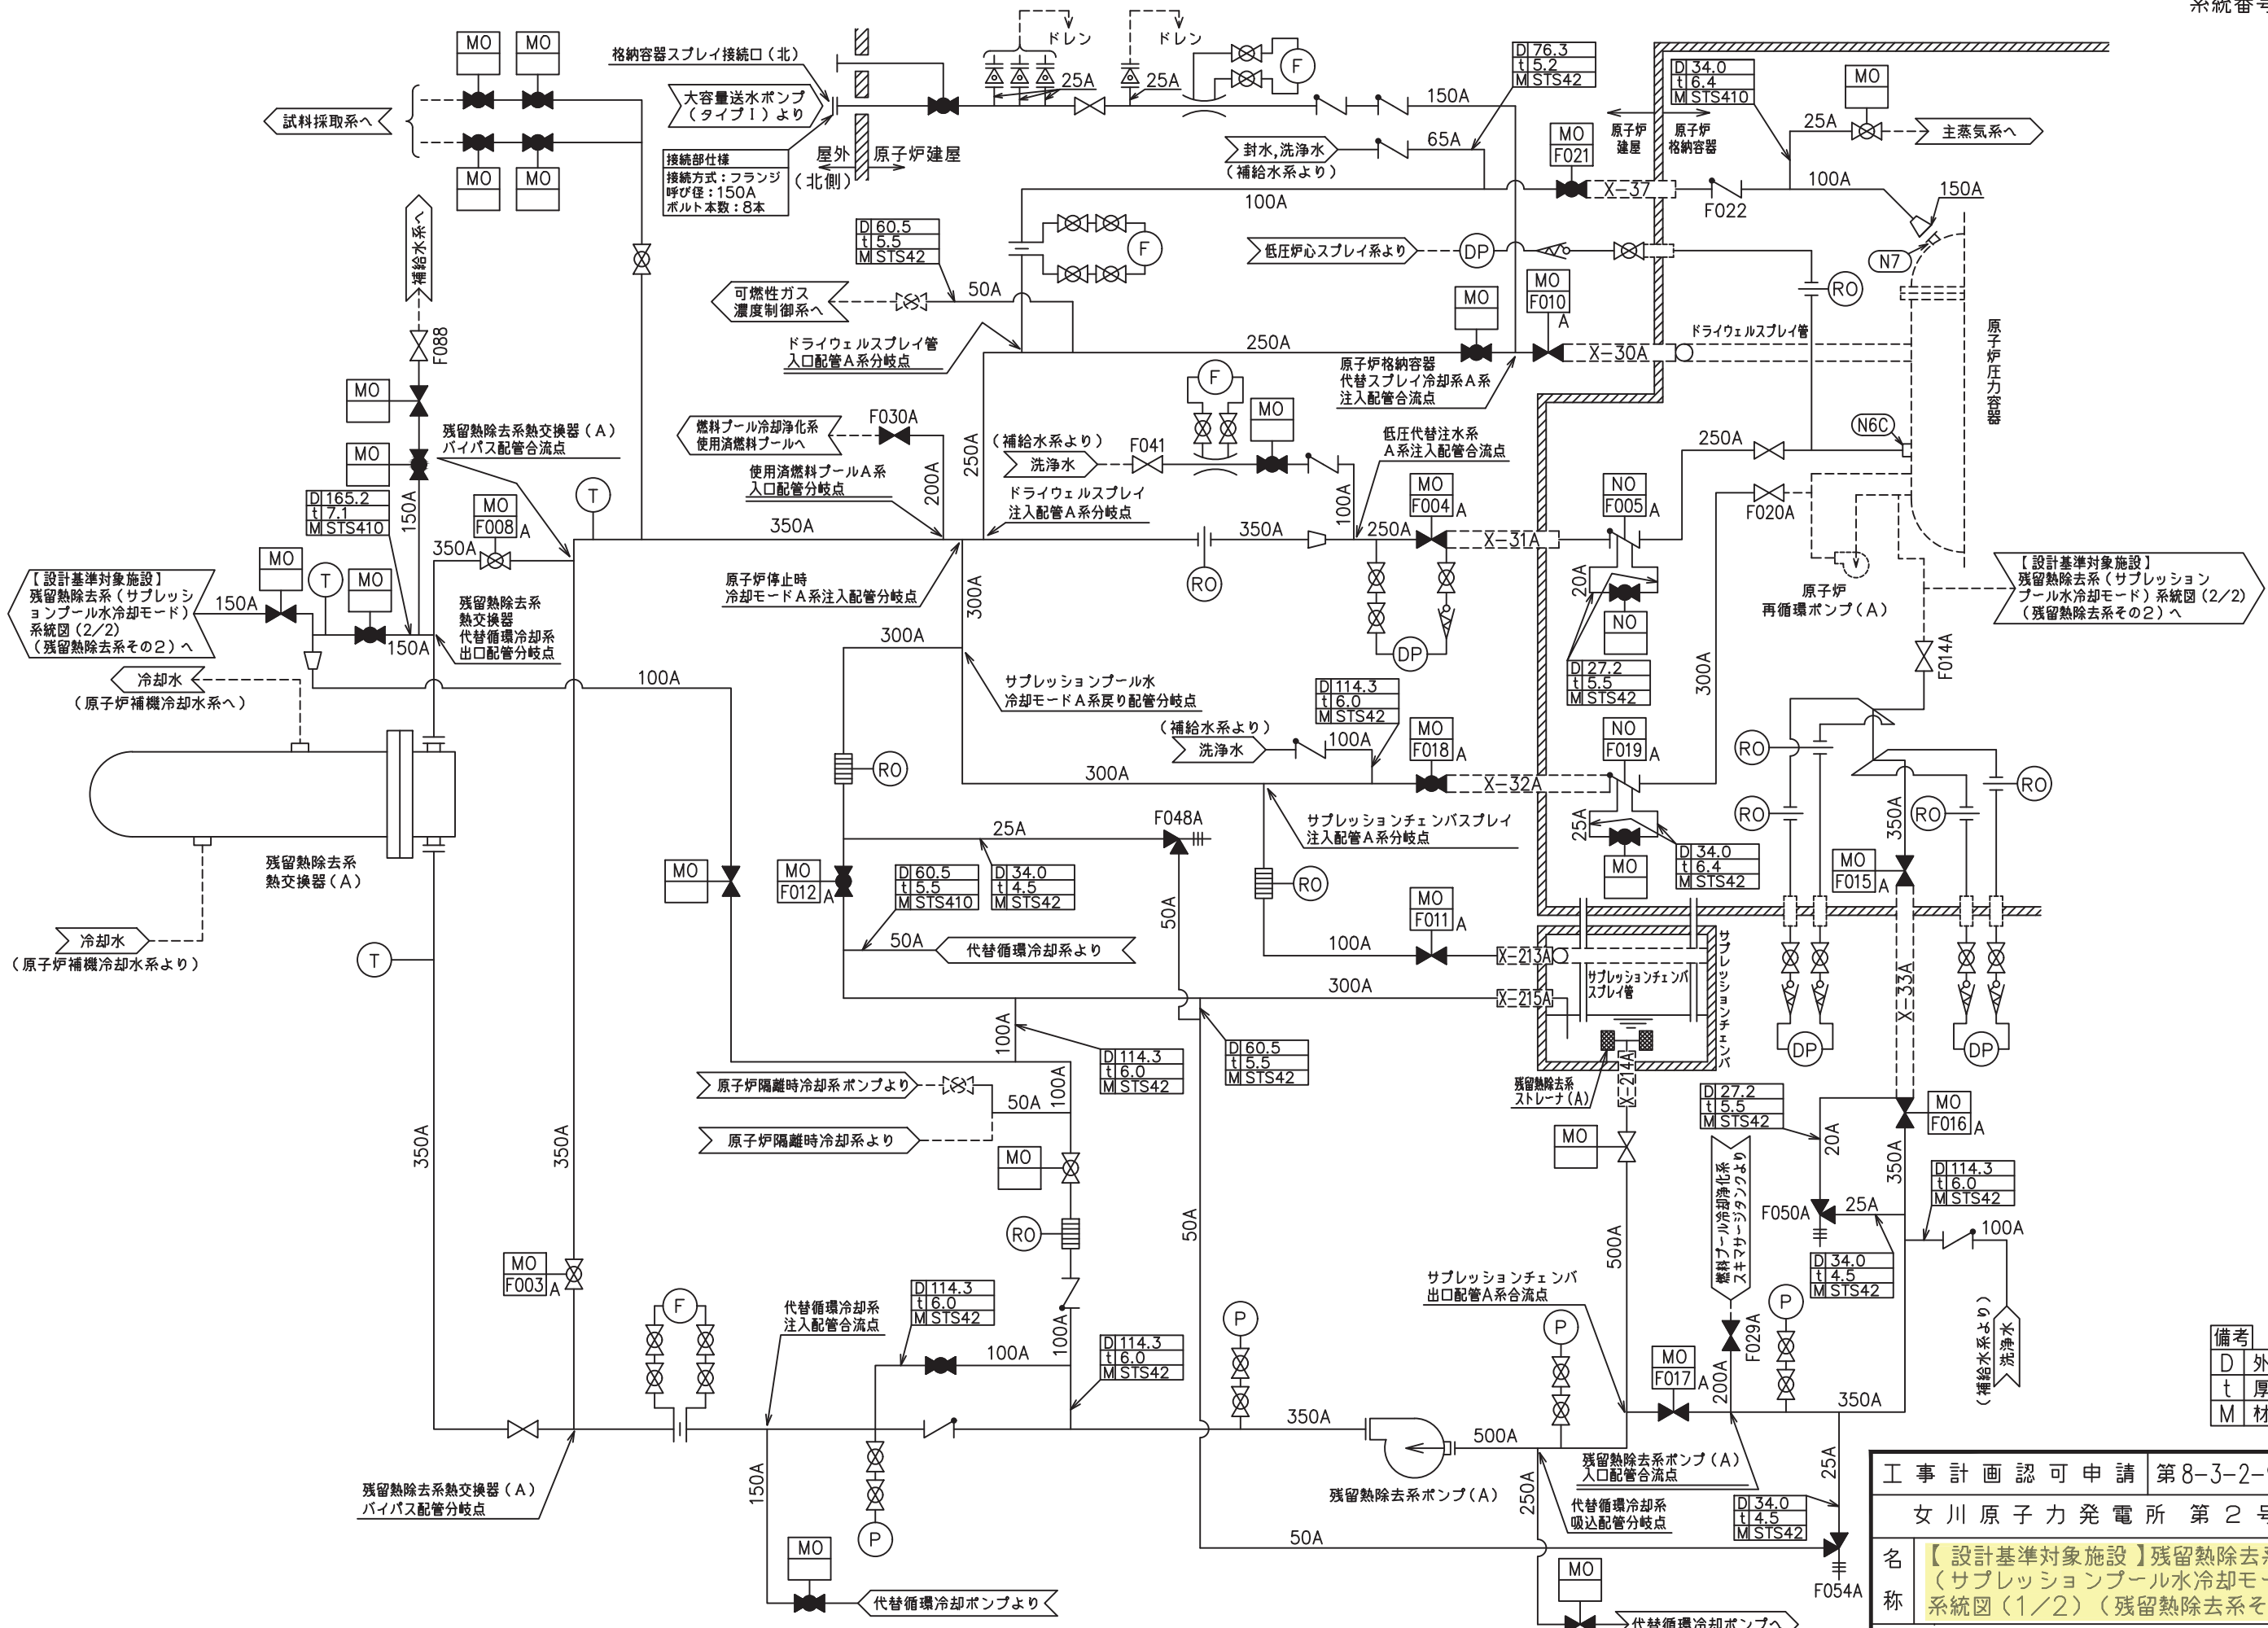 系統番号
MO
MO
MO
MO
試料採取系へ
格納容器スプレイ接続口（北）
大容量送水ポンプ
（タイプⅠ）より
接続部仕様
接続方式：フランジ
呼び径：150A
ボルト本数：8本
屋外
原子炉建屋
（北側）
ドレン
ドレン
25A
25A
F
150A
D 76.3
t 5.2
M STS42
D 34.0
t 6.4
M STS410
原子炉
建屋
原子炉
格納容器
MO
25A
主蒸気系へ
封水,洗浄水
（補給水系より）
65A
MO
F021
X-37
F022
100A
150A
N7
100A
補給水系へ
F088
D 60.5
t 5.5
M STS42
F
可燃性ガス
濃度制御系へ
50A
低圧炉心スプレイ系より
DP
RO
MO
MO
F010
A
250A
X-30A
ドライウェルスプレイ管
原子炉圧力容器
ドライウェルスプレイ管
入口配管A系分岐点
原子炉格納容器
代替スプレイ冷却系A系
注入配管合流点
MO
MO
残留熱除去系熱交換器（A）
バイパス配管合流点
燃料プール冷却浄化系
使用済燃料プールへ
F030A
使用済燃料プールA系
入口配管分岐点
200A
250A
F
MO
（補給水系より）
洗浄水
F041
ドライウェルスプレイ
注入配管A系分岐点
100A
低圧代替注水系
A系注入配管合流点
N6C
250A
D 165.2
t 7.1
M STS410
150A
MO
F008
A
350A
T
350A
350A
RO
250A
MO
F004
A
X-31A
NO
F005
A
F020A
MO
T
MO
【設計基準対象施設】
残留熱除去系（サプレッシ
ョンプール水冷却モード）
系統図(2/2)
（残留熱除去系その2）へ
150A
150A
残留熱除去系
熱交換器
代替循環冷却系
出口配管分岐点
原子炉停止時
冷却モードA系注入配管分岐点
300A
300A
DP
20A
NO
D 27.2
t 5.5
M STS42
300A
原子炉
再循環ポンプ（A）
【設計基準対象施設】
残留熱除去系（サプレッション
プール水冷却モード）系統図(2/2)
（残留熱除去系その2）へ
F014A
冷却水
（原子炉補機冷却水系へ）
100A
サプレッションプール水
冷却モードA系戻り配管分岐点
D 114.3
t 6.0
M STS42
（補給水系より）
洗浄水
100A
MO
F018
A
NO
F019
A
RO
RO
300A
X-32A
RO
RO
RO
残留熱除去系
熱交換器（A）
25A
F048A
サプレッションチェンバスプレイ
注入配管A系分岐点
25A
MO
D 34.0
t 6.4
M STS42
350A
MO
F015
A
MO
MO
F012
A
D 60.5
t 5.5
M STS410
D 34.0
t 4.5
M STS42
RO
50A
MO
F011
A
50A
代替循環冷却系より
100A
X-213A
冷却水
（原子炉補機冷却水系より）
T
サプレッションチェンバ
スプレイ管
サプレッションチェンバ
X-33A
300A
X-215A
100A
D 114.3
t 6.0
M STS42
D 60.5
t 5.5
M STS42
DP
DP
原子炉隔離時冷却系ポンプより
50A
100A
原子炉隔離時冷却系より
残留熱除去系
ストレーナ(A)
X-214A
D 27.2
t 5.5
M STS42
MO
F016
A
350A
350A
MO
MO
20A
350A
D 114.3
t 6.0
M STS42
燃料プール冷却浄化系
スキマサージタンクより
F050A
25A
100A
RO
50A
500A
MO
F003
A
F
代替循環冷却系
注入配管合流点
D 114.3
t 6.0
M STS42
サプレッションチェンバ
出口配管A系合流点
D 34.0
t 4.5
M STS42
P
P
P
100A
100A
D 114.3
t 6.0
M STS42
F029A
MO
F017
A
200A
（補給水系より）
洗浄水
350A
350A
500A
残留熱除去系ポンプ（A）
残留熱除去系ポンプ（A）
入口配管合流点
250A
代替循環冷却系
吸込配管分岐点
残留熱除去系熱交換器（A）
バイパス配管分岐点
150A
P
25A
D 34.0
t 4.5
M STS42
50A
F054A
MO
代替循環冷却ポンプより
MO
代替循環冷却ポンプへ
備考
D 外
t 厚
M 材
工事計画認可申請 第8-3-2-
女川原子力発電所 第2号
名称
【設計基準対象施設】残留熱除去系
（サプレッションプール水冷却モー
系統図（1／2）（残留熱除去系そ